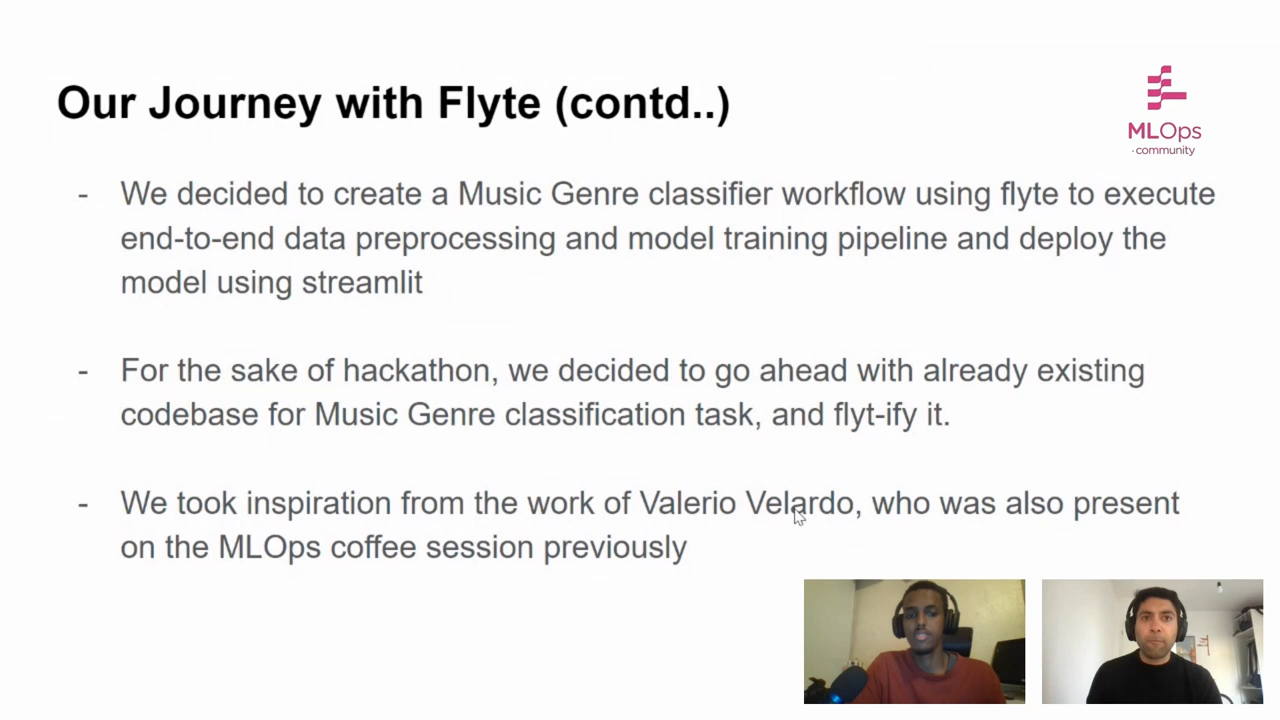 Our Journey with Flyte (contd..)
MLOps
community
- We decided to create a Music Genre classifier workflow using flyte to execute
end-to-end data preprocessing and model training pipeline and deploy the
model using streamlit
- For the sake of hackathon, we decided to go ahead with already existing
codebase for Music Genre classification task, and flyt-ify it.
- We took inspiration from the work of Valerio Velardo, who was also present
on the MLOps coffee session previously